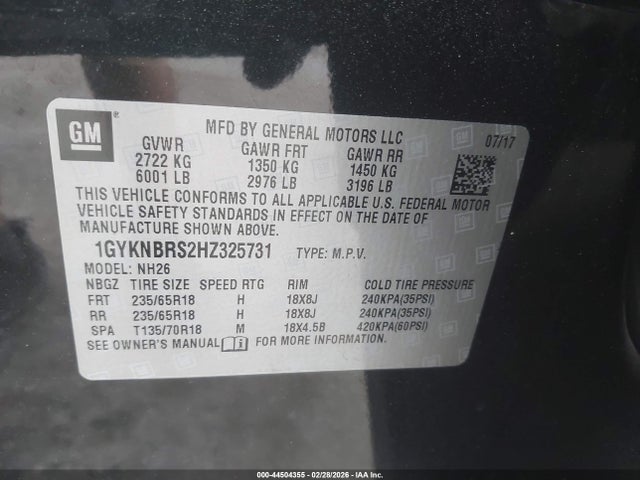 GM
MFD BY GENERAL MOTORS LLC 07/17
GVWR GAWR FRT GAWR RR
2722 KG 1350 KG 1450 KG
6001 LB 2976 LB 3196 LB
THIS VEHICLE CONFORMS TO ALL APPLICABLE U.S. FEDERAL MOTOR
VEHICLE SAFETY STANDARDS IN EFFECT ON THE DATE OF
MANUFACTURE SHOWN ABOVE.
1GYKNBRS2HZ325731 TYPE: M.P.V.
MODEL: NH26
NBGZ TIRE SIZE SPEED RTG RIM COLD TIRE PRESSURE
FRT 235/65R18 H 18X8J 240KPA(35PSI)
RR 235/65R18 H 18X8J 240KPA(35PSI)
SPA T135/70R18 M 18X4.5B 420KPA(60PSI)
SEE OWNER'S MANUAL FOR MORE INFORMATION.
000-44504355 - 02/28/2026 - IAA Inc.